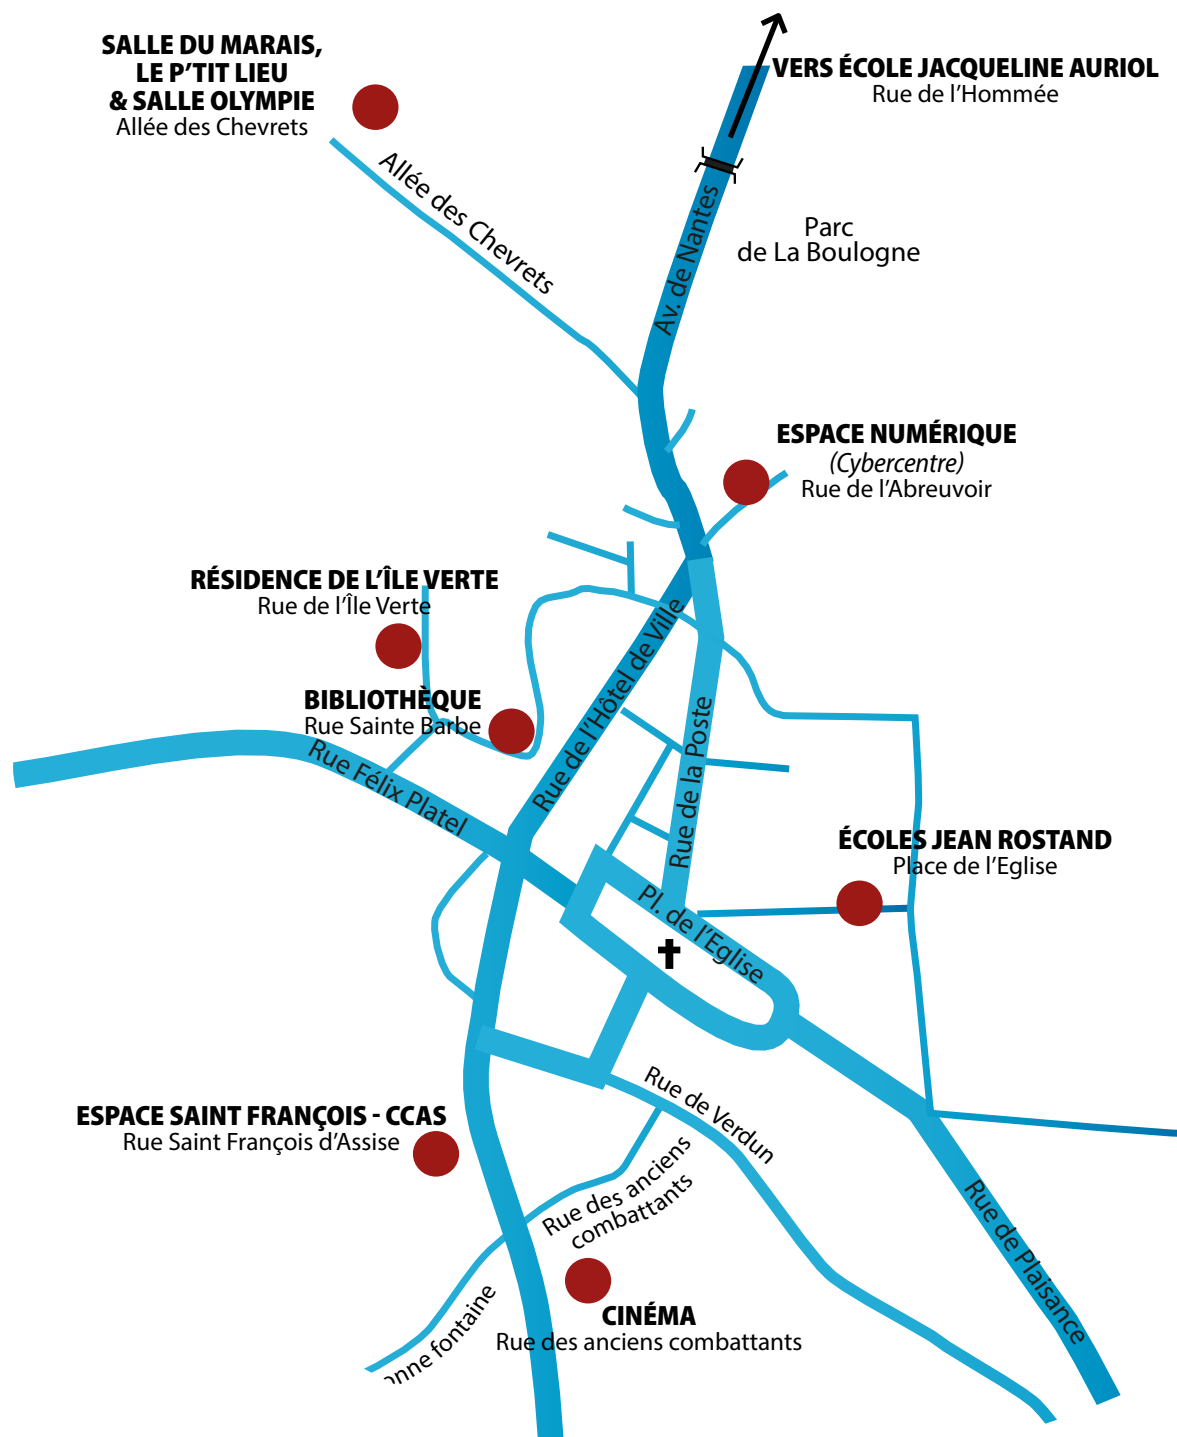 SALLE DU MARAIS,
LE P'TIT LIEU
& SALLE OLYMPIE
Allée des Chevrets
VERS ÉCOLE JACQUELINE AURIOL
Rue de l'Hommée
Allée des Chevrets
Av. de Nantes
Parc
de La Boulogne
ESPACE NUMÉRIQUE
(Cybercentre)
Rue de l'Abreuvoir
RÉSIDENCE DE L'ÎLE VERTE
Rue de l'Île Verte
BIBLIOTHÈQUE
Rue Sainte Barbe
Rue de l'Hôtel de Ville
Rue de la Poste
Rue Félix Platel
ÉCOLES JEAN ROSTAND
Place de l'Eglise
Pl. de l'Eglise
ESPACE SAINT FRANÇOIS - CCAS
Rue Saint François d'Assise
Rue de Verdun
Rue des anciens
combattants
Rue de Plaisance
onne fontaine
CINÉMA
Rue des anciens combattants